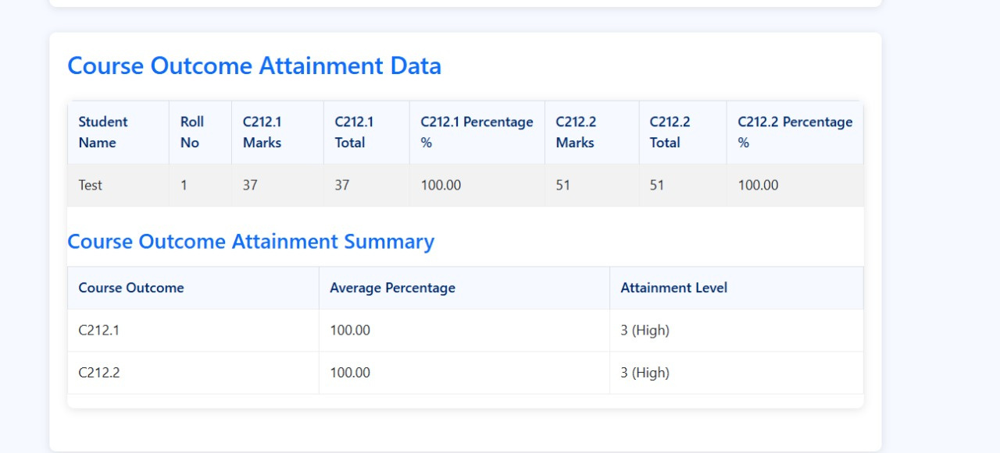 Course Outcome Attainment Data
Student Name | Roll No | C212.1 Marks | C212.1 Total | C212.1 Percentage % | C212.2 Marks | C212.2 Total | C212.2 Percentage %
Test | 1 | 37 | 37 | 100.00 | 51 | 51 | 100.00
Course Outcome Attainment Summary
Course Outcome | Average Percentage | Attainment Level
C212.1 | 100.00 | 3 (High)
C212.2 | 100.00 | 3 (High)